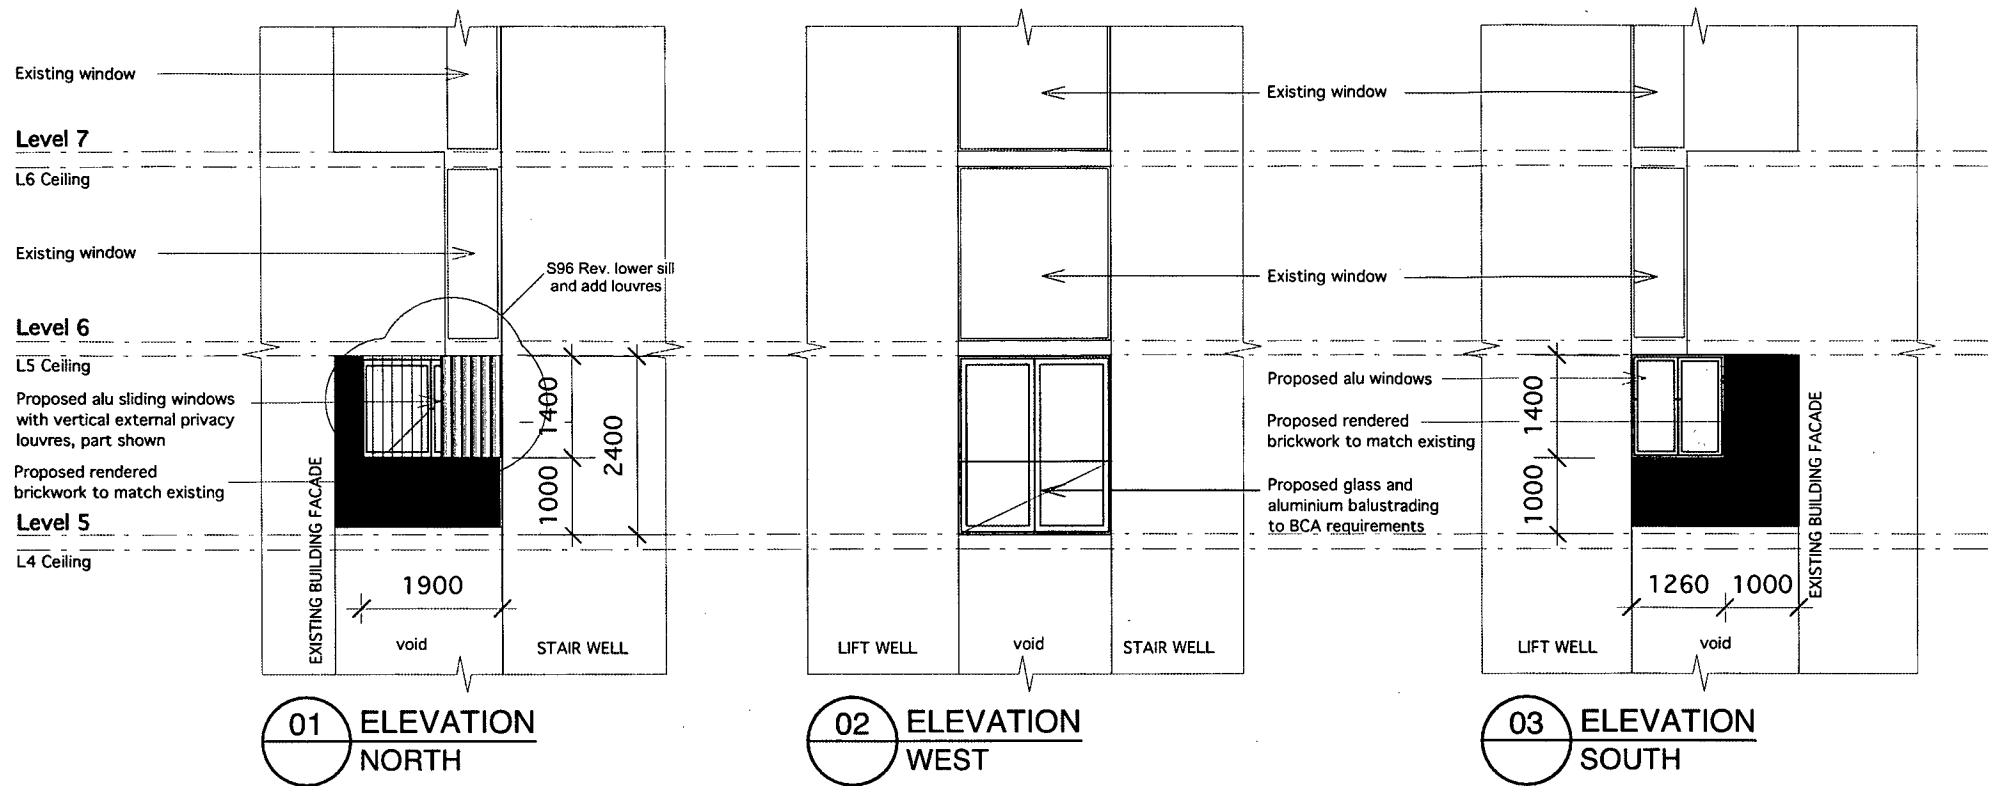 Existing window
Level 7
L6 Ceiling
Existing window
S96 Rev. lower sill
and add louvres
Level 6
L5 Ceiling
Proposed alu sliding windows
with vertical external privacy
louvres, part shown
Proposed rendered
brickwork to match existing
Level 5
L4 Ceiling
EXISTING BUILDING FACADE
1400
1000
2400
1900
void
STAIR WELL
01 ELEVATION
NORTH
Existing window
Existing window
Proposed alu windows
Proposed rendered
brickwork to match existing
Proposed glass and
aluminium balustrading
to BCA requirements
LIFT WELL
void
STAIR WELL
02 ELEVATION
WEST
1400
1000
EXISTING BUILDING FACADE
1260
1000
LIFT WELL
void
03 ELEVATION
SOUTH